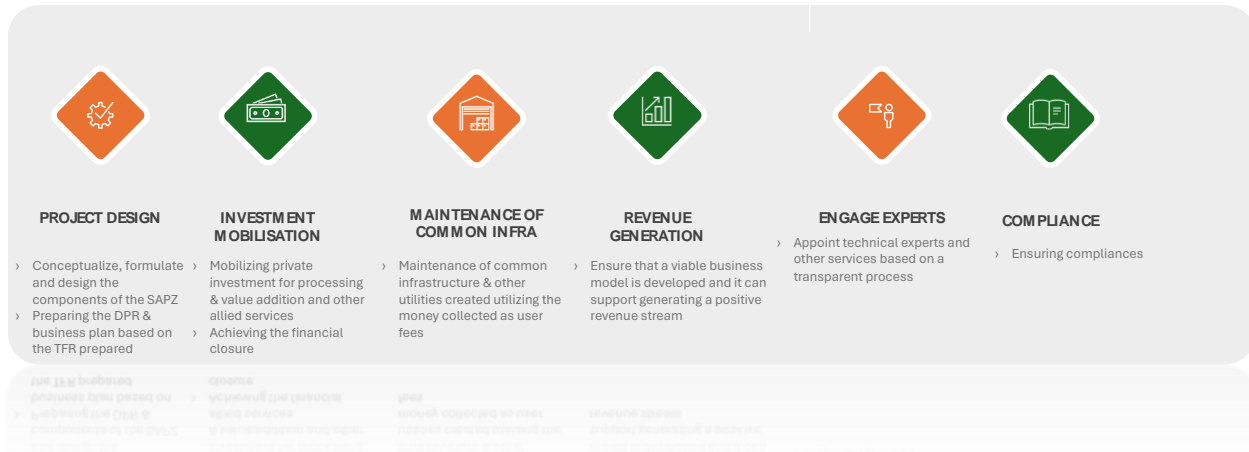 PROJECT DESIGN
› Conceptualize, formulate
and design the
components of the SAPZ
› Preparing the DPR &
business plan based on
the TFR prepared
INVESTMENT
MOBILISATION
› Mobilizing private
investment for processing
& value addition and other
allied services
› Achieving the financial
closure
MAINTENANCE OF
COMMON INFRA
› Maintenance of common
infrastructure & other
utilities created utilizing the
money collected as user
fees
REVENUE
GENERATION
› Ensure that a viable business
model is developed and it can
support generating a positive
revenue stream
ENGAGE EXPERTS
› Appoint technical experts and
other services based on a
transparent process
COMPLIANCE
› Ensuring compliances